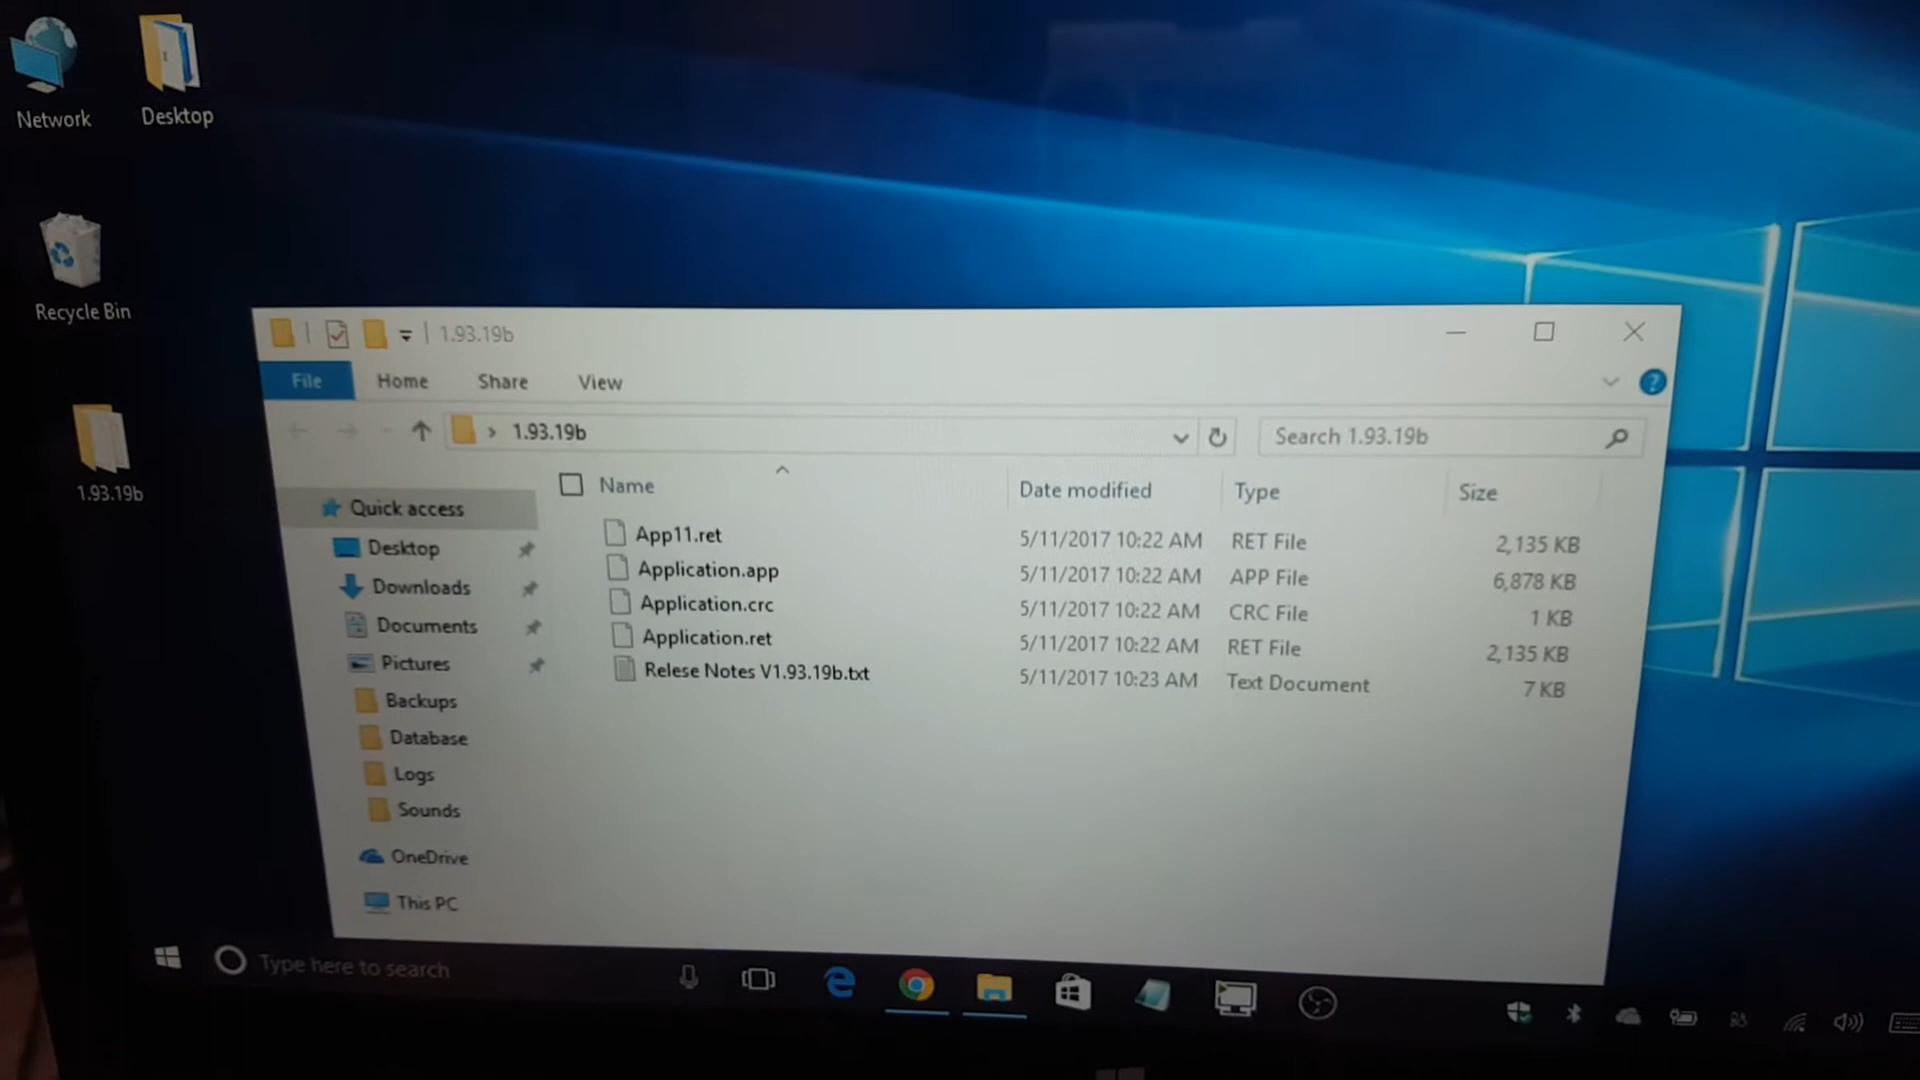 Network
Desktop
Recycle Bin
1.93.19b
1.93.19b
File Home Share View
1.93.19b
Search 1.93.19b
Name Date modified Type Size
App11.ret 5/11/2017 10:22 AM RET File 2,135 KB
Application.app 5/11/2017 10:22 AM APP File 6,878 KB
Application.crc 5/11/2017 10:22 AM CRC File 1 KB
Application.ret 5/11/2017 10:22 AM RET File 2,135 KB
Relese Notes V1.93.19b.txt 5/11/2017 10:23 AM Text Document 7 KB
Quick access
Desktop
Downloads
Documents
Pictures
Backups
Database
Logs
Sounds
OneDrive
This PC
Type here to search